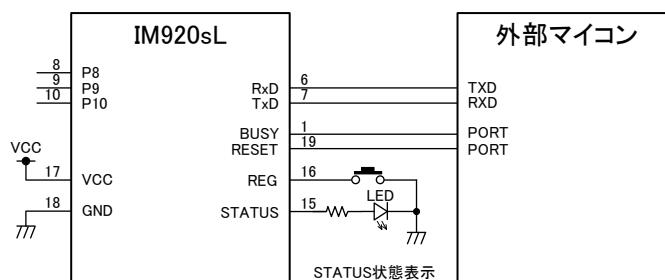 IM920sL
外部マイコン
8
P8
9
P9
10
P10
RxD
6
TXD
TxD
7
RXD
BUSY
1
PORT
RESET
19
PORT
VCC
17
VCC
REG
16
LED
18
GND
STATUS
15
STATUS状態表示